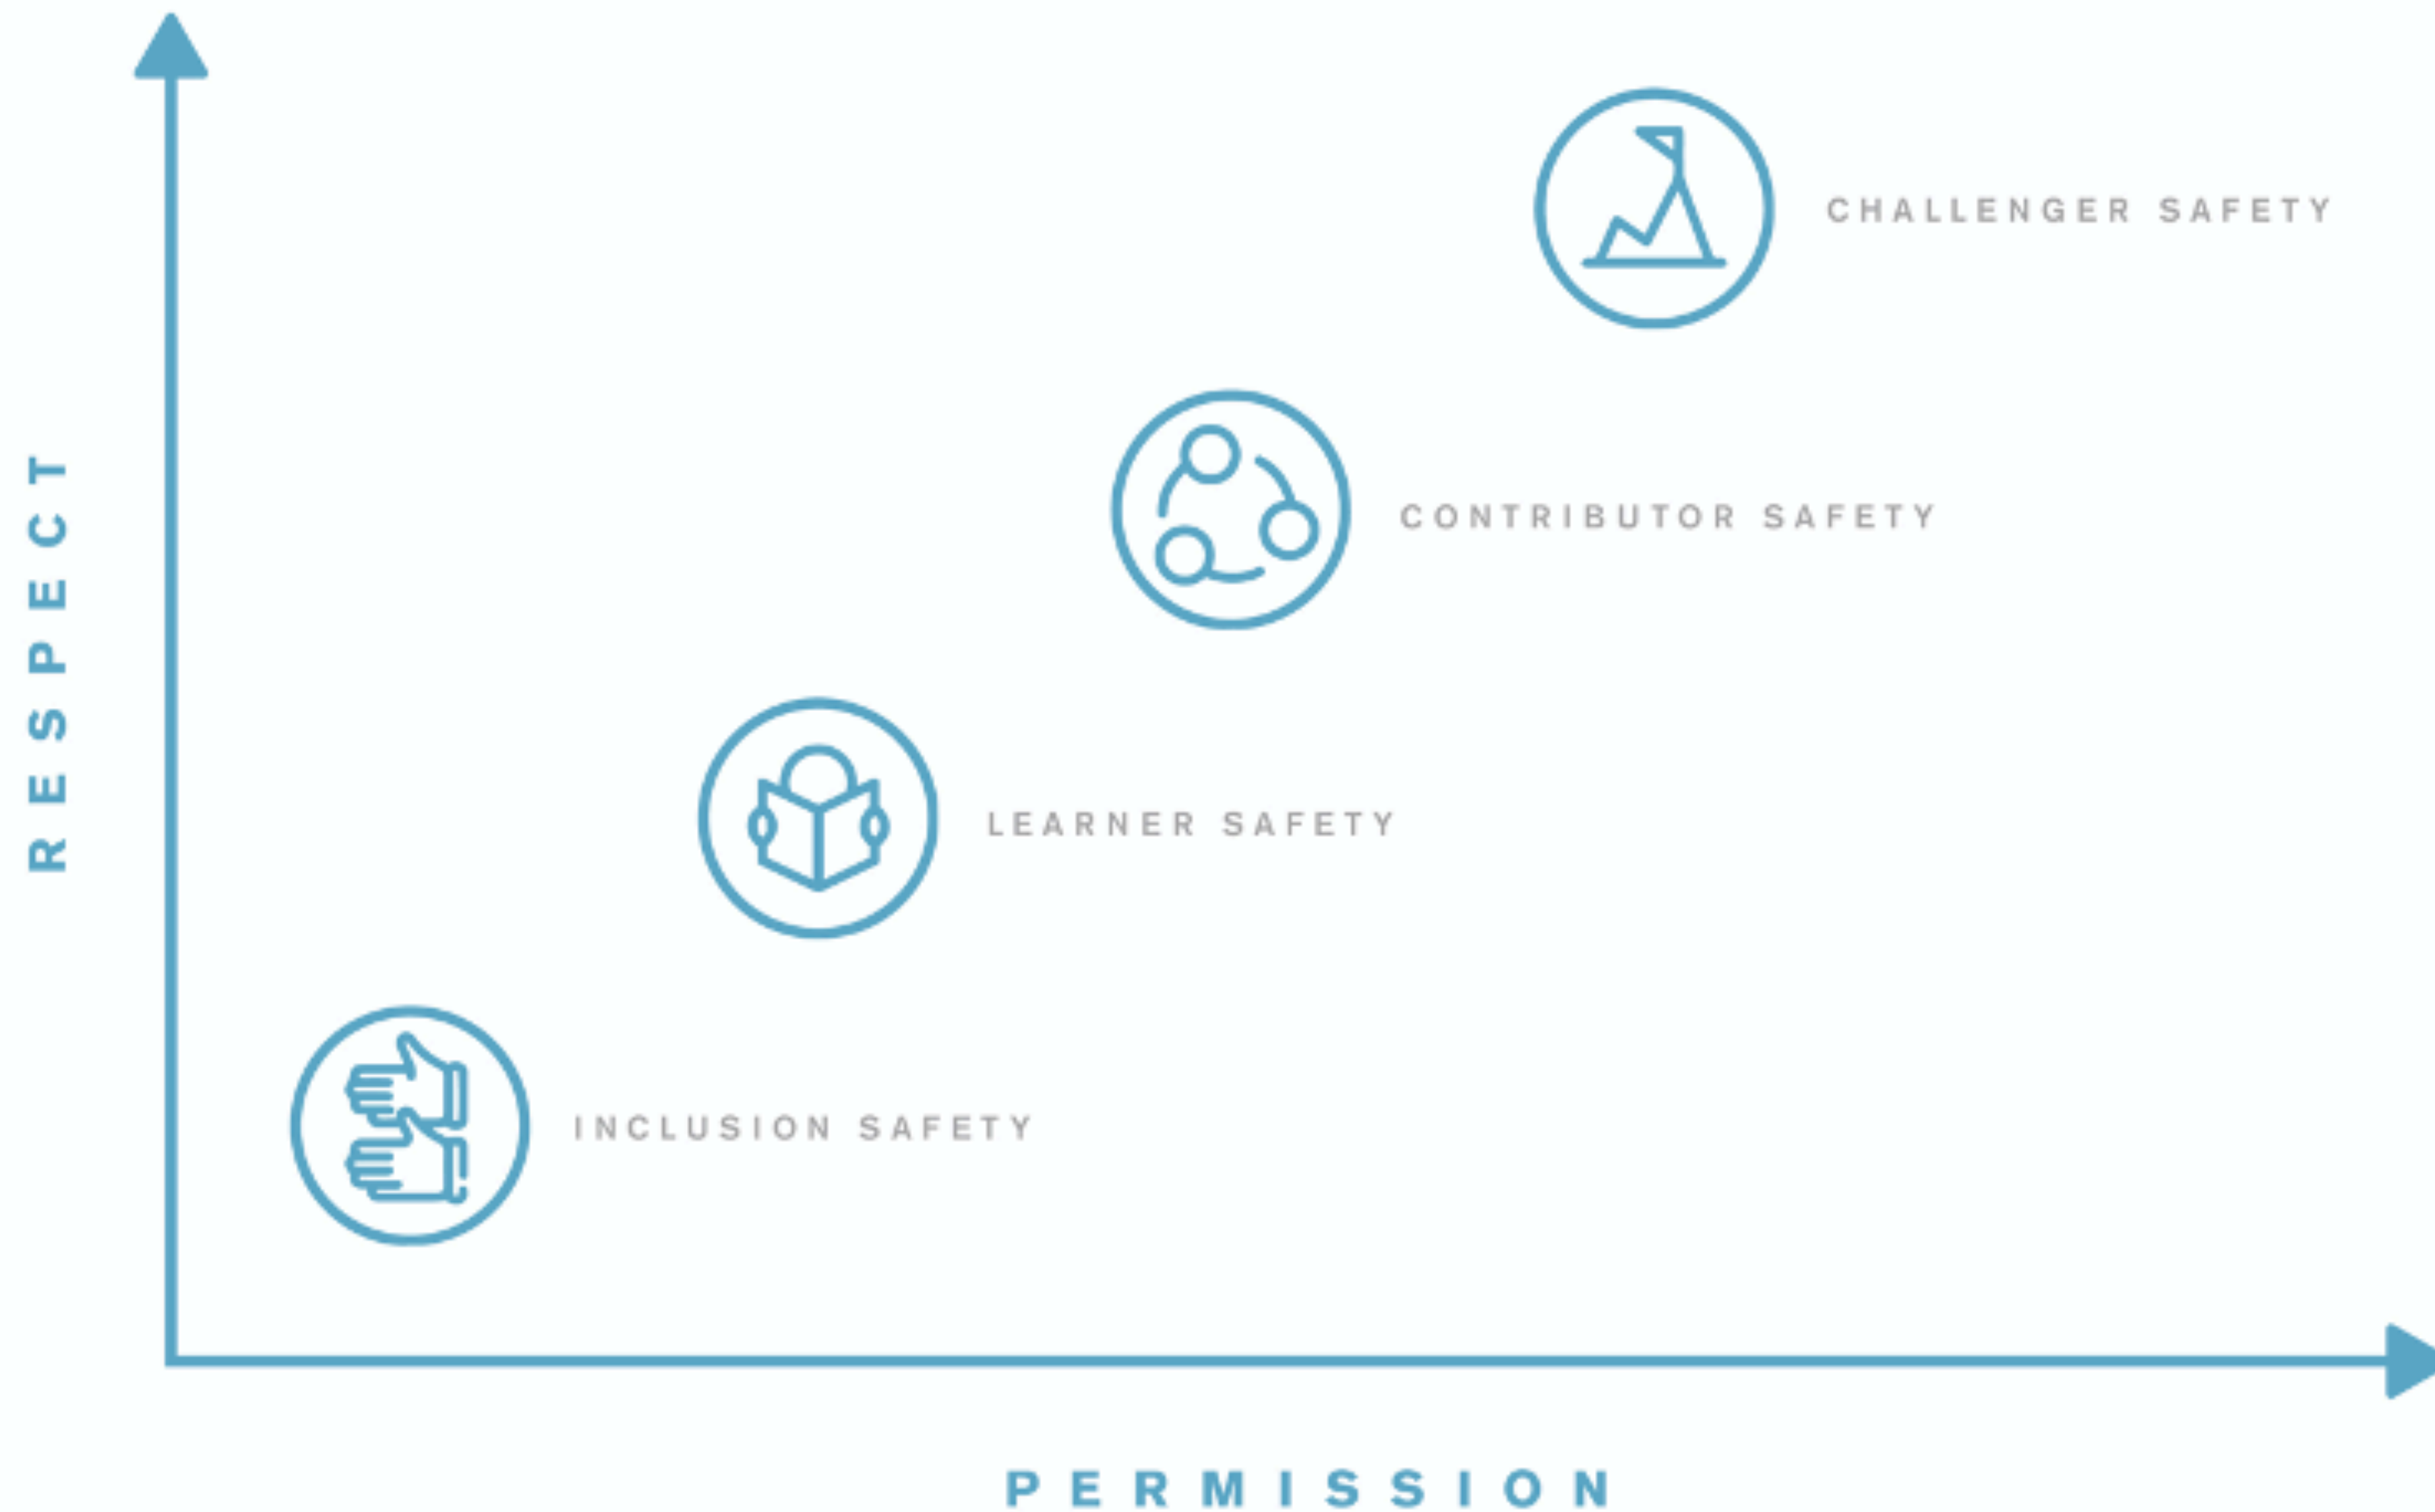 RESPECT
CHALLENGER SAFETY
CONTRIBUTOR SAFETY
LEARNER SAFETY
INCLUSION SAFETY
PERMISSION